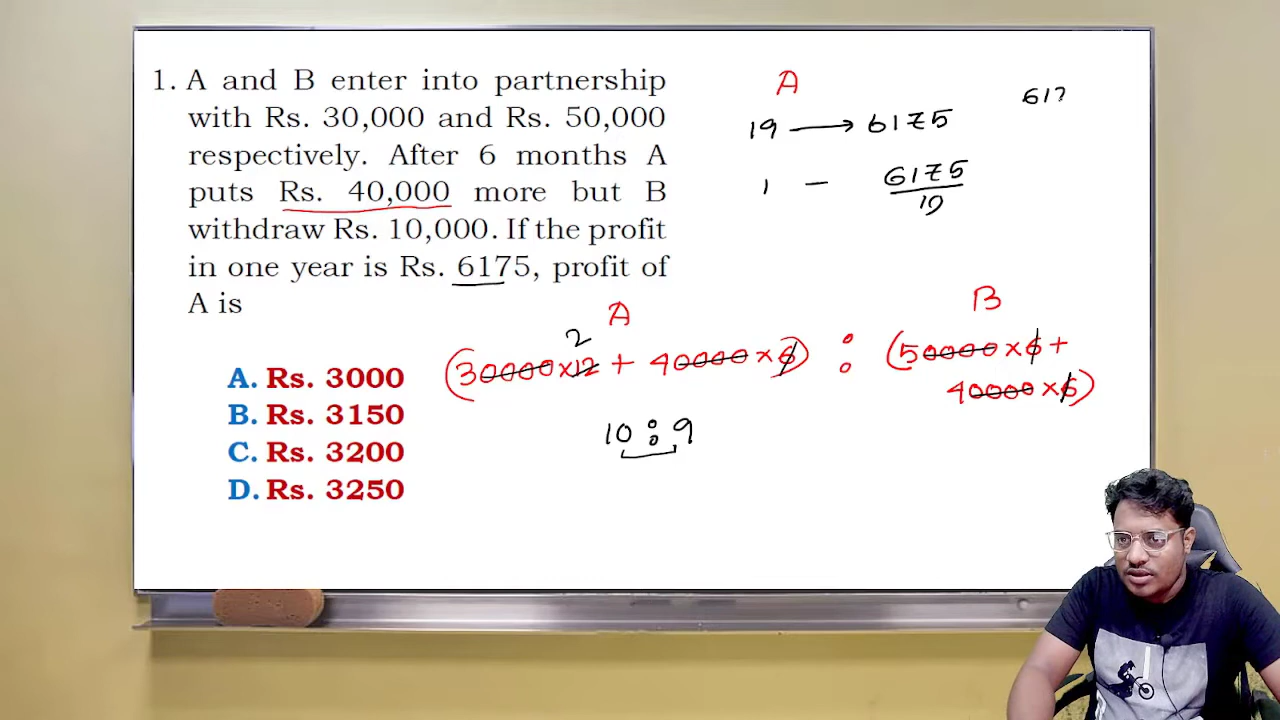 1. A and B enter into partnership
with Rs. 30,000 and Rs. 50,000
respectively. After 6 months A
puts Rs. 40,000 more but B
withdraw Rs. 10,000. If the profit
in one year is Rs. 6175, profit of
A is
A. Rs. 3000
B. Rs. 3150
C. Rs. 3200
D. Rs. 3250
A
19 → 6175
617
1 - 6175
19
A : B
2
(30000×12 + 40000×6) : (50000×6 +
40000×6)
10 : 9